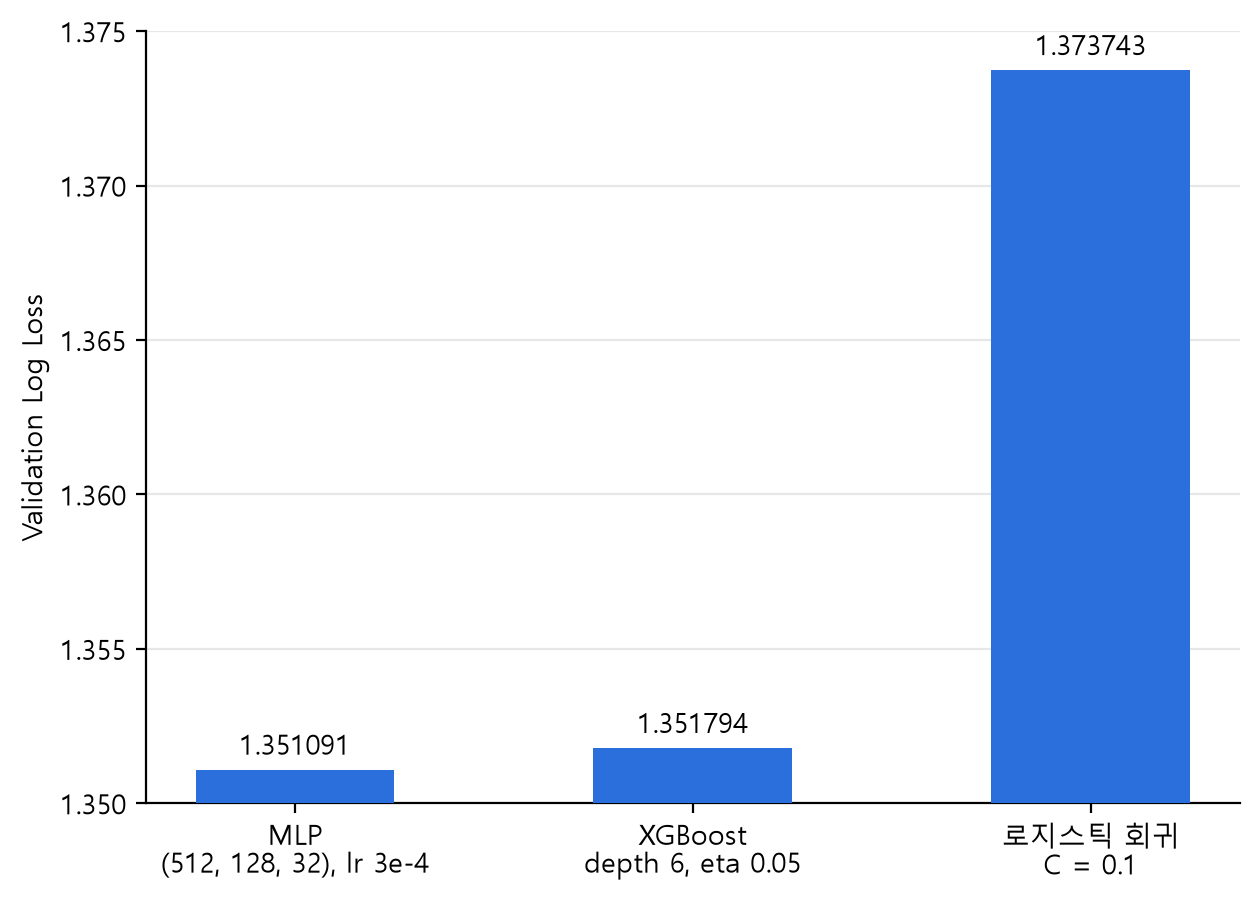 Validation Log Loss
1.375
1.370
1.365
1.360
1.355
1.350
1.351091
1.351794
1.373743
MLP
(512, 128, 32), lr 3e-4
XGBoost
depth 6, eta 0.05
로지스틱 회귀
C = 0.1